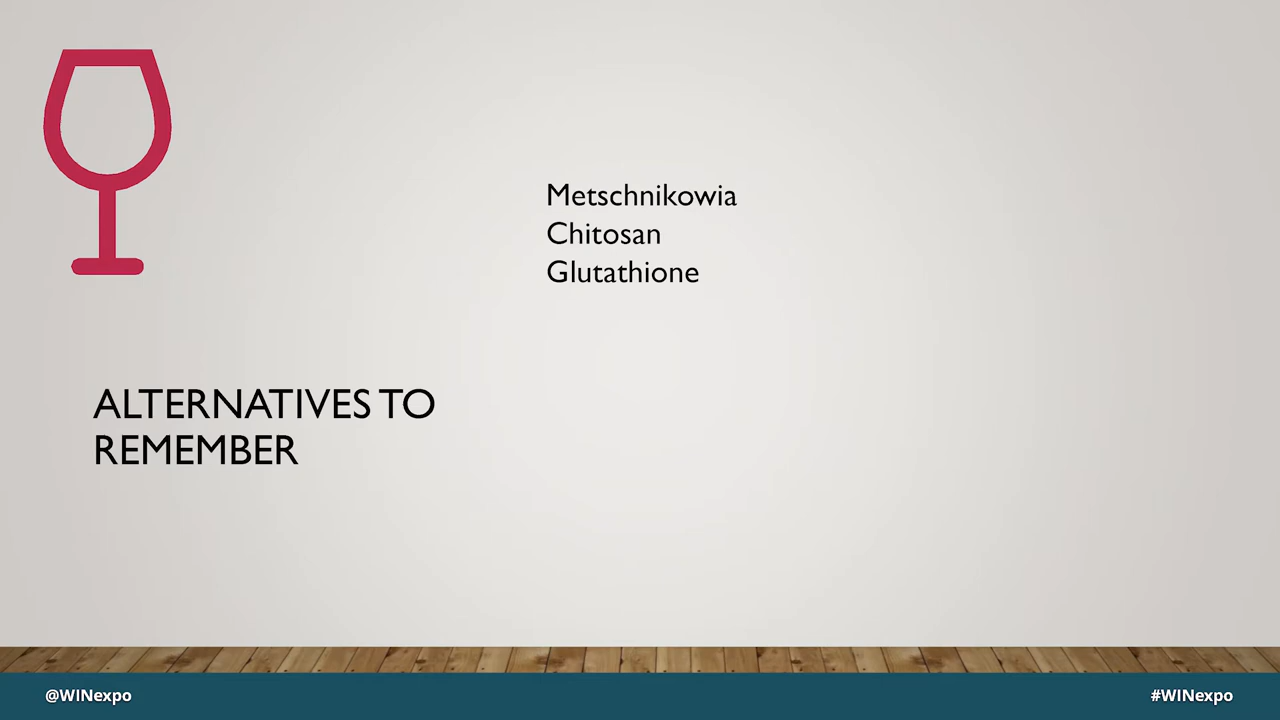 Metschnikowia
Chitosan
Glutathione
ALTERNATIVES TO
REMEMBER
@WINexpo
#WINexpo